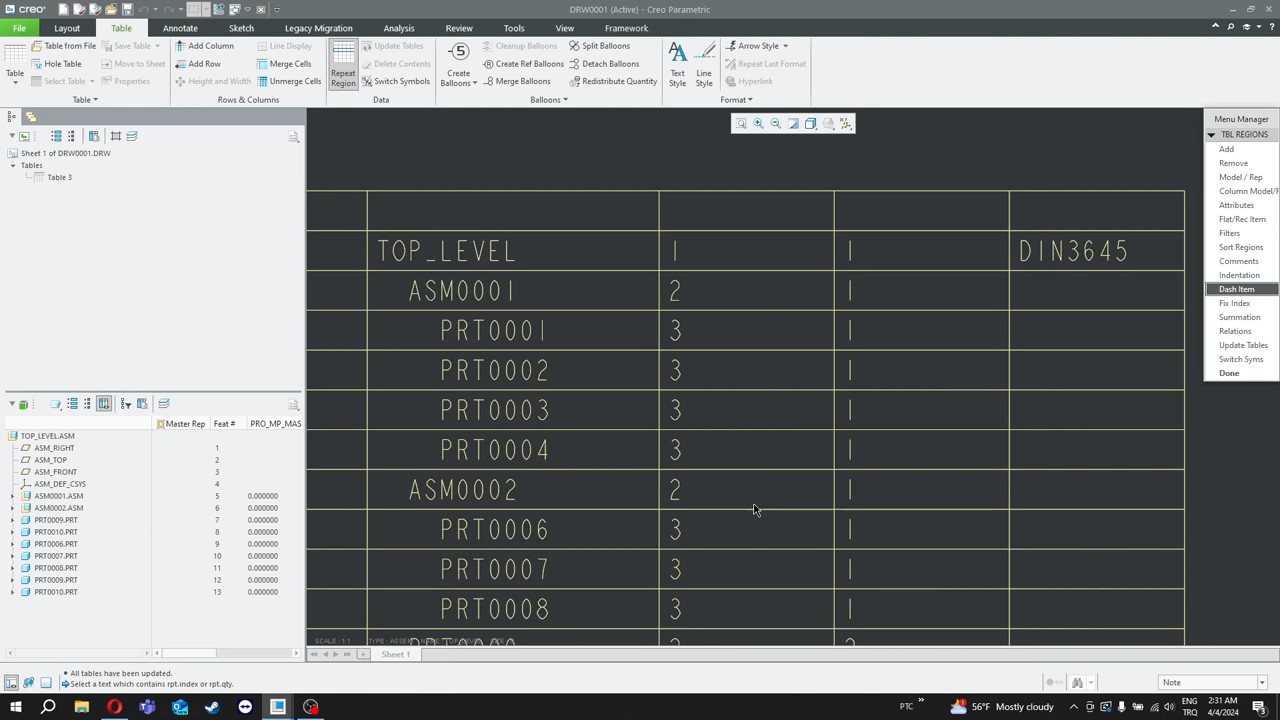 creo
DRW0001 (Active) - Creo Parametric
File
Layout
Table
Annotate
Sketch
Legacy Migration
Analysis
Review
Tools
View
Framework
Table
Table from File
Save Table
Hole Table
Move to Sheet
Select Table
Properties
Table
Add Column
Line Display
Add Row
Merge Cells
Height and Width
Unmerge Cells
Rows & Columns
Repeat
Region
Update Tables
Delete Contents
Switch Symbols
Data
Create
Balloons
Cleanup Balloons
Split Balloons
Create Ref Balloons
Detach Balloons
Merge Balloons
Redistribute Quantity
Balloons
Text
Style
Line
Style
Arrow Style
Repeat Last Format
Hyperlink
Format
Sheet 1 of DRW0001.DRW
Tables
Table 3
Menu Manager
TBL REGIONS
Add
Remove
Model / Rep
Column Model/F
Attributes
Flat/Rec Item
Filters
Sort Regions
Comments
Indentation
Dash Item
Fix Index
Summation
Relations
Update Tables
Switch Syms
Done
TOP_LEVEL 1 1 DIN3645
ASM0001 2 1
PRT0001 3 1
PRT0002 3 1
PRT0003 3 1
PRT0004 3 1
ASM0002 2 1
PRT0006 3 1
PRT0007 3 1
PRT0008 3 1
Master Rep Feat # PRO_MP_MAS
TOP_LEVEL.ASM
ASM_RIGHT 1
ASM_TOP 2
ASM_FRONT 3
ASM_DEF_CSYS 4
ASM0001.ASM 5 0.000000
ASM0002.ASM 6 0.000000
PRT0009.PRT 7 0.000000
PRT0010.PRT 8 0.000000
PRT0006.PRT 9 0.000000
PRT0007.PRT 10 0.000000
PRT0008.PRT 11 0.000000
PRT0009.PRT 12 0.000000
PRT0010.PRT 13 0.000000
SCALE : 1:1
Sheet 1
All tables have been updated.
Select a text which contains rpt.index or rpt.qty.
Note
PTC
56°F Mostly cloudy
ENG
TRQ
2:31 AM
4/4/2024